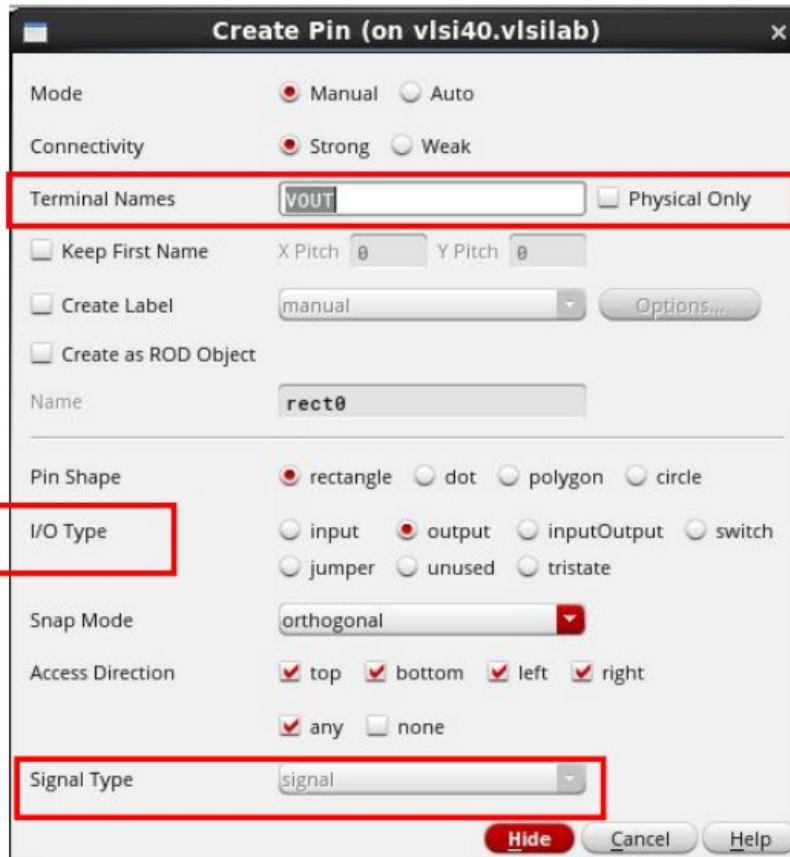 Create Pin (on vlsi40.vlsilab)
Mode Manual Auto
Connectivity Strong Weak
Terminal Names VOUT Physical Only
Keep First Name X Pitch 0 Y Pitch 0
Create Label manual Options...
Create as ROD Object
Name rect0
Pin Shape rectangle dot polygon circle
I/O Type input output inputOutput switch
jumper unused tristate
Snap Mode orthogonal
Access Direction top bottom left right
any none
Signal Type signal
Hide Cancel Help